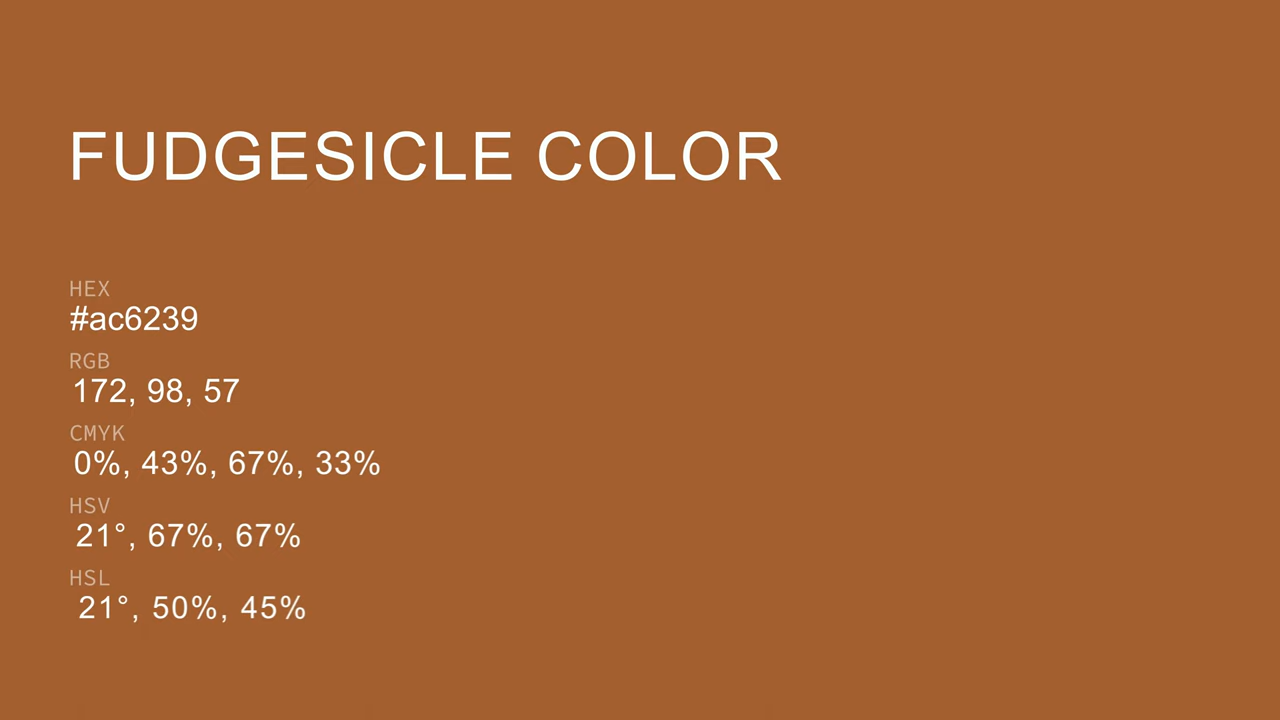 FUDGESICLE COLOR
HEX
#ac6239
RGB
172, 98, 57
CMYK
0%, 43%, 67%, 33%
HSV
21°, 67%, 67%
HSL
21°, 50%, 45%